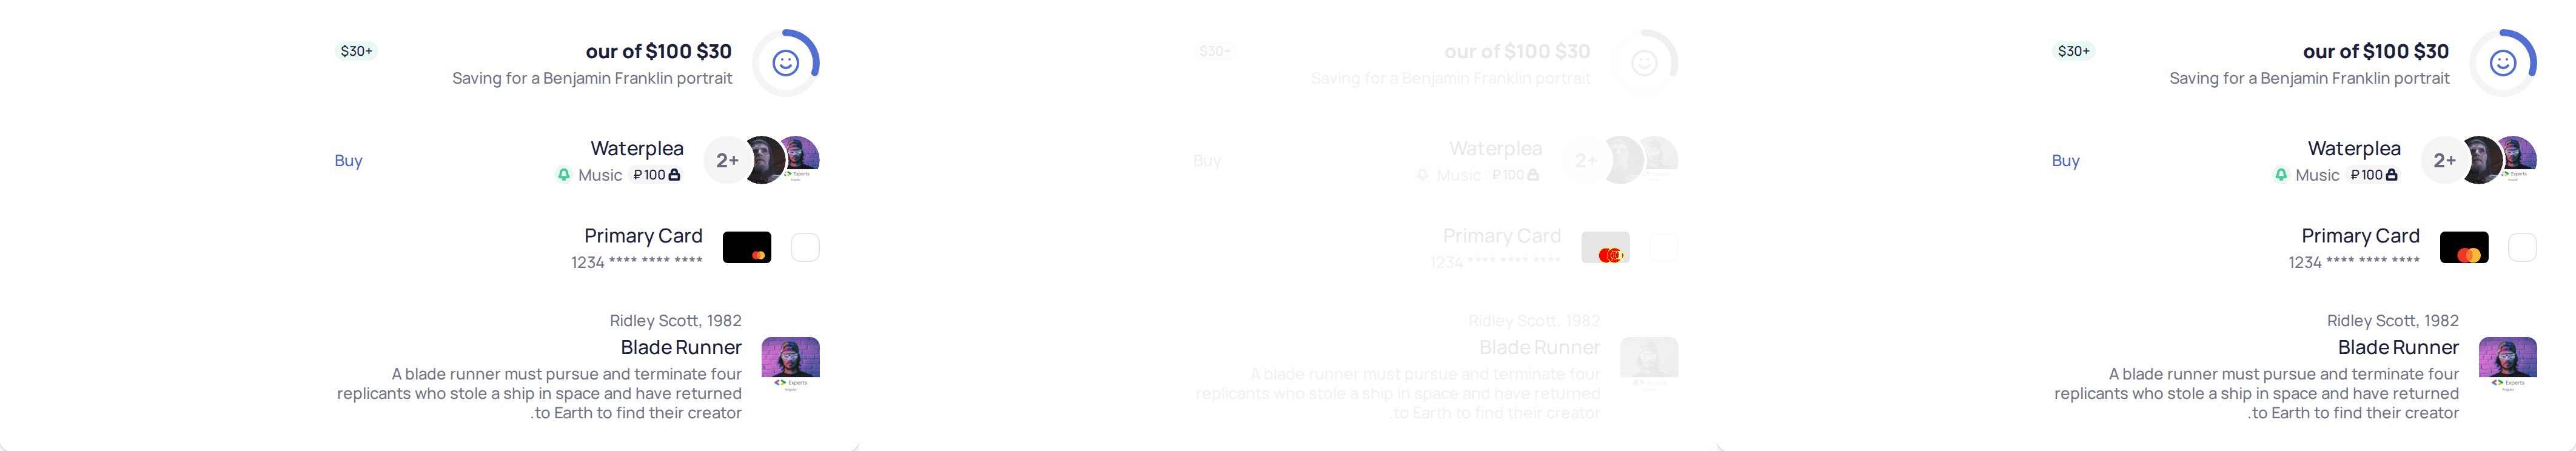 our of $100 $30
$30+
Saving for a Benjamin Franklin portrait
Waterplea
2+
Buy
Music ₽100
Experts
Primary Card
1234 **** **** ****
Ridley Scott, 1982
Blade Runner
A blade runner must pursue and terminate four
replicants who stole a ship in space and have returned
.to Earth to find their creator
Experts
our of $100 $30
$30+
Saving for a Benjamin Franklin portrait
Waterplea
2+
Buy
Music ₽100
Primary Card
1234 **** **** ****
Ridley Scott, 1982
Blade Runner
A blade runner must pursue and terminate four
replicants who stole a ship in space and have returned
.to Earth to find their creator
our of $100 $30
$30+
Saving for a Benjamin Franklin portrait
Waterplea
2+
Buy
Music ₽100
Experts
Primary Card
1234 **** **** ****
Ridley Scott, 1982
Blade Runner
A blade runner must pursue and terminate four
replicants who stole a ship in space and have returned
.to Earth to find their creator
Experts